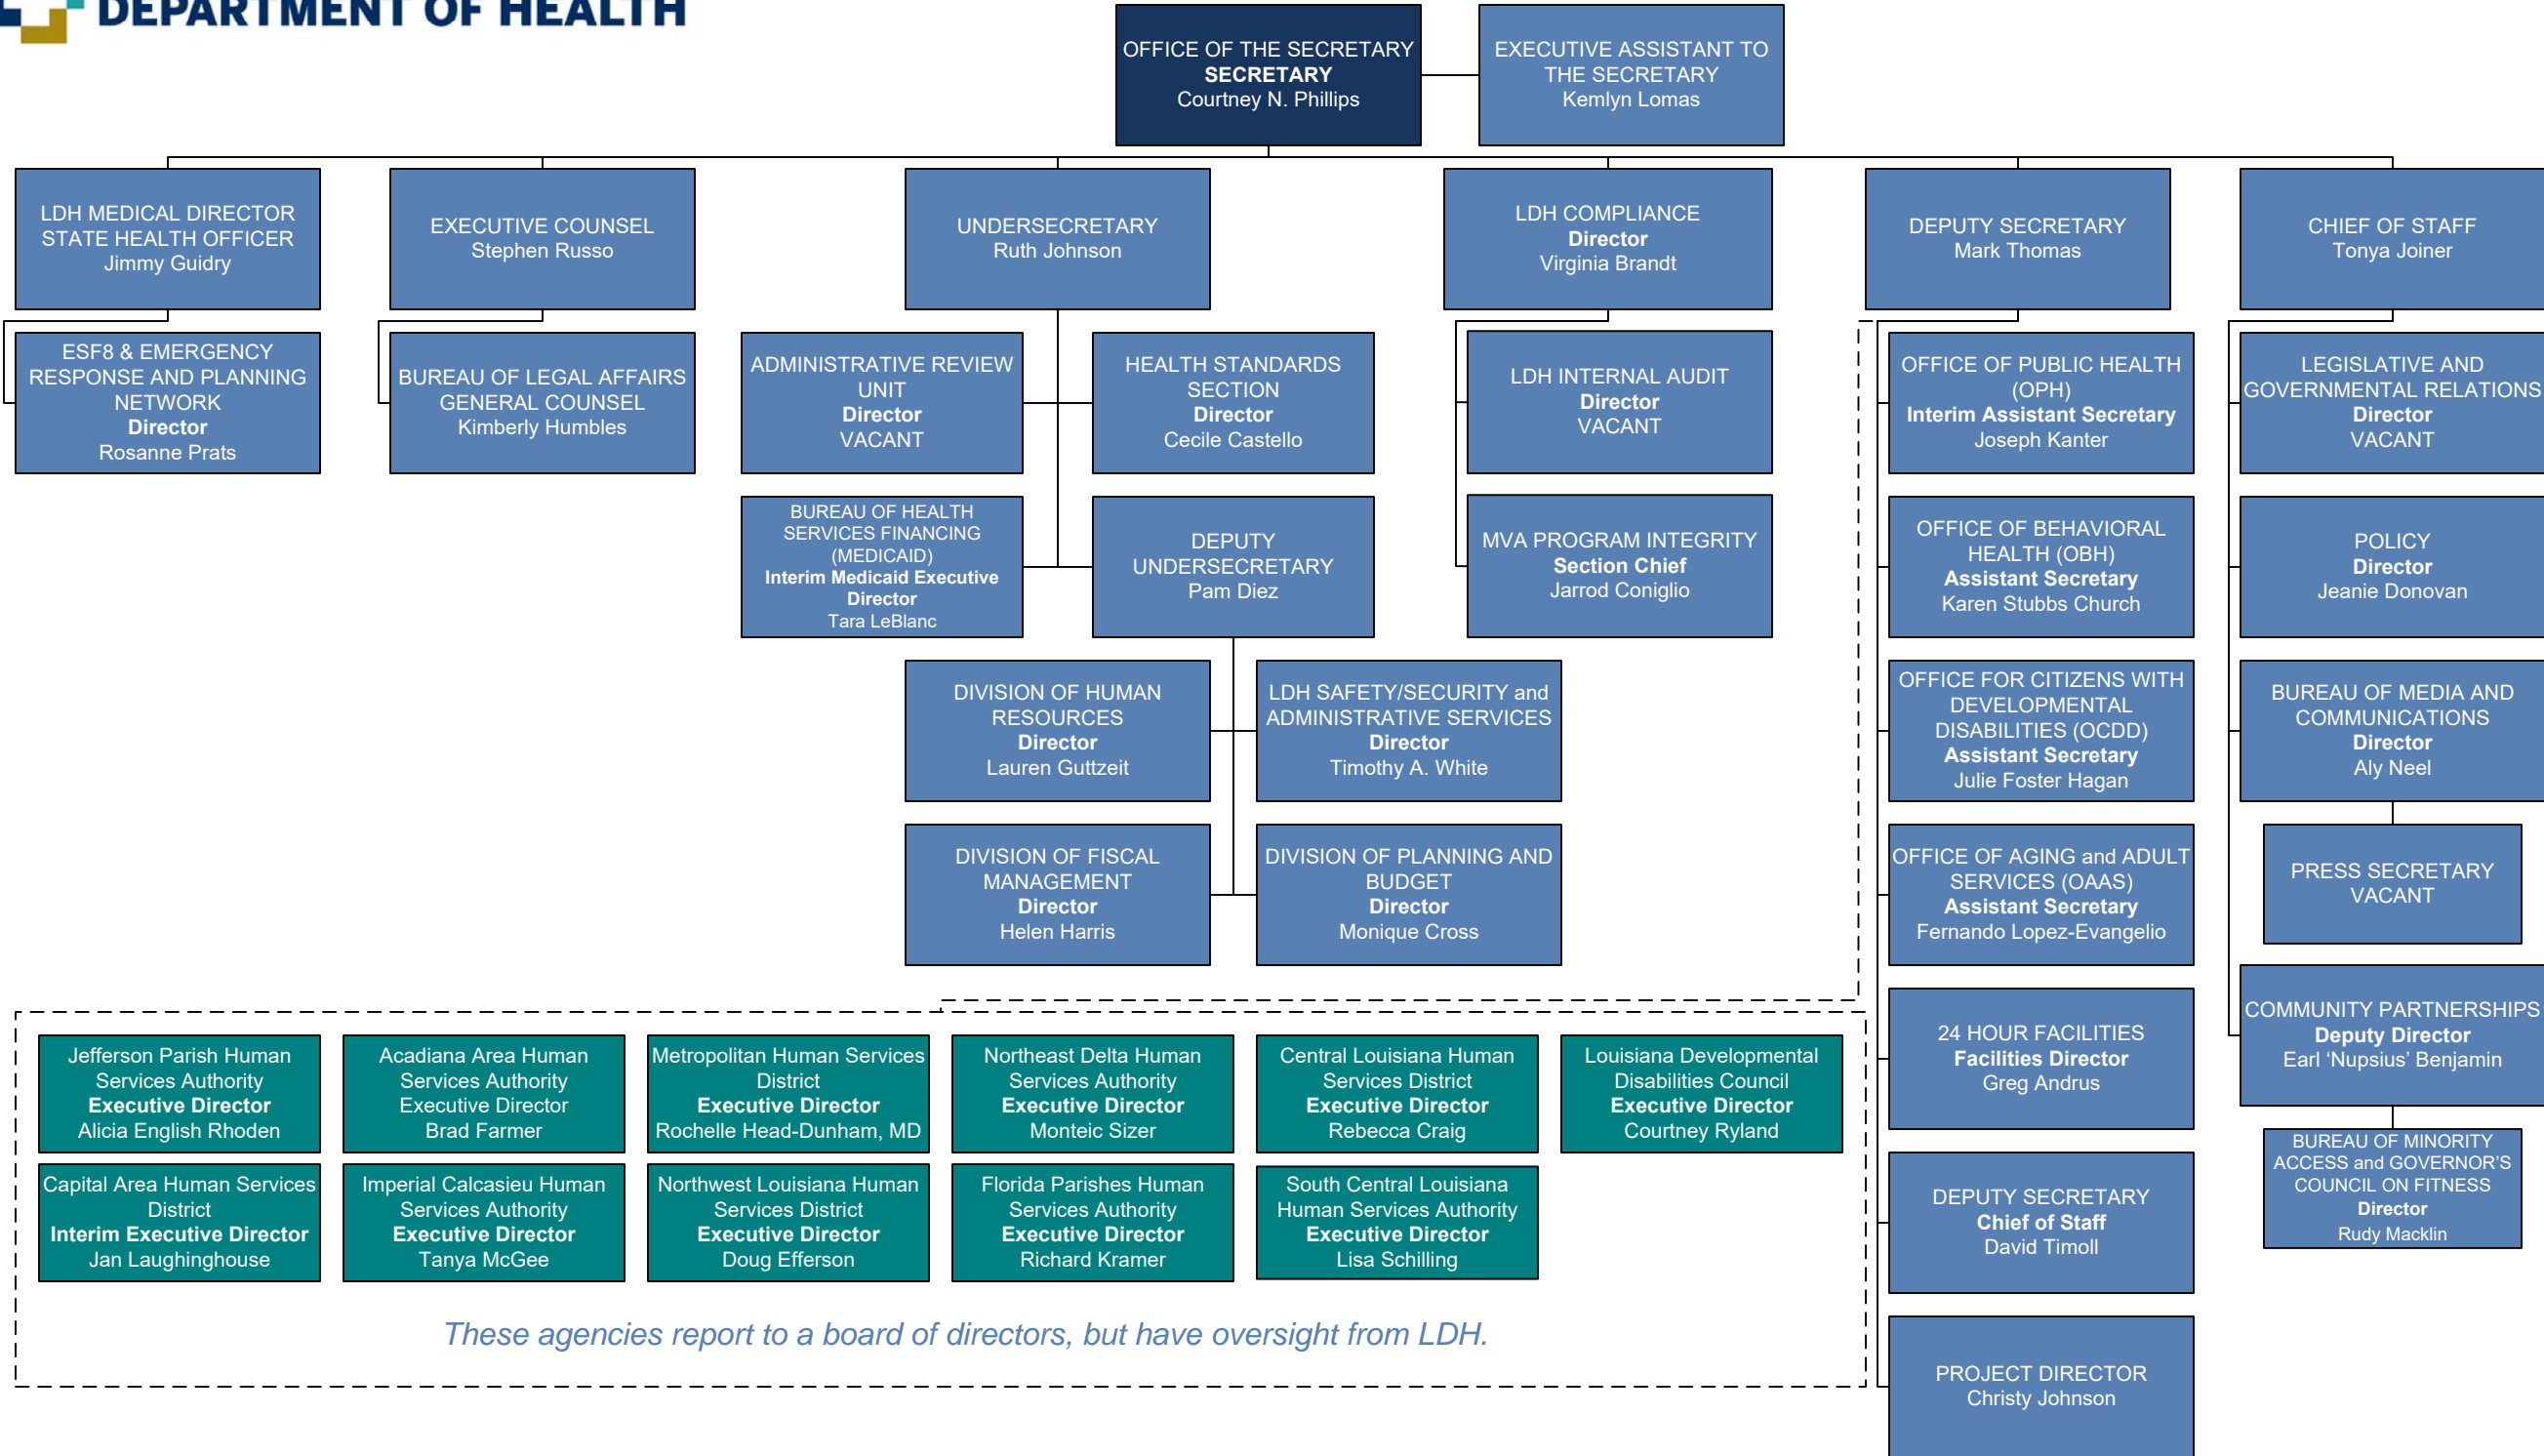 DEPARTMENT OF HEALTH
OFFICE OF THE SECRETARY
SECRETARY
Courtney N. Phillips
EXECUTIVE ASSISTANT TO
THE SECRETARY
Kemlyn Lomas
LDH MEDICAL DIRECTOR
STATE HEALTH OFFICER
Jimmy Guidry
EXECUTIVE COUNSEL
Stephen Russo
UNDERSECRETARY
Ruth Johnson
LDH COMPLIANCE
Director
Virginia Brandt
DEPUTY SECRETARY
Mark Thomas
CHIEF OF STAFF
Tonya Joiner
ESF8 & EMERGENCY
RESPONSE AND PLANNING
NETWORK
Director
Rosanne Prats
BUREAU OF LEGAL AFFAIRS
GENERAL COUNSEL
Kimberly Humbles
ADMINISTRATIVE REVIEW
UNIT
Director
VACANT
HEALTH STANDARDS
SECTION
Director
Cecile Castello
LDH INTERNAL AUDIT
Director
VACANT
OFFICE OF PUBLIC HEALTH
(OPH)
Interim Assistant Secretary
Joseph Kanter
LEGISLATIVE AND
GOVERNMENTAL RELATIONS
Director
VACANT
BUREAU OF HEALTH
SERVICES FINANCING
(MEDICAID)
Interim Medicaid Executive
Director
Tara LeBlanc
DEPUTY
UNDERSECRETARY
Pam Diez
MVA PROGRAM INTEGRITY
Section Chief
Jarrod Coniglio
OFFICE OF BEHAVIORAL
HEALTH (OBH)
Assistant Secretary
Karen Stubbs Church
POLICY
Director
Jeanie Donovan
DIVISION OF HUMAN
RESOURCES
Director
Lauren Guttzeit
LDH SAFETY/SECURITY and
ADMINISTRATIVE SERVICES
Director
Timothy A. White
OFFICE FOR CITIZENS WITH
DEVELOPMENTAL
DISABILITIES (OCDD)
Assistant Secretary
Julie Foster Hagan
BUREAU OF MEDIA AND
COMMUNICATIONS
Director
Aly Neel
DIVISION OF FISCAL
MANAGEMENT
Director
Helen Harris
DIVISION OF PLANNING AND
BUDGET
Director
Monique Cross
OFFICE OF AGING and ADULT
SERVICES (OAAS)
Assistant Secretary
Fernando Lopez-Evangelio
PRESS SECRETARY
VACANT
24 HOUR FACILITIES
Facilities Director
Greg Andrus
COMMUNITY PARTNERSHIPS
Deputy Director
Earl ‘Nupsius’ Benjamin
Jefferson Parish Human
Services Authority
Executive Director
Alicia English Rhoden
Acadiana Area Human
Services Authority
Executive Director
Brad Farmer
Metropolitan Human Services
District
Executive Director
Rochelle Head-Dunham, MD
Northeast Delta Human
Services Authority
Executive Director
Monteic Sizer
Central Louisiana Human
Services District
Executive Director
Rebecca Craig
Louisiana Developmental
Disabilities Council
Executive Director
Courtney Ryland
Capital Area Human Services
District
Interim Executive Director
Jan Laughinghouse
Imperial Calcasieu Human
Services Authority
Executive Director
Tanya McGee
Northwest Louisiana Human
Services District
Executive Director
Doug Efferson
Florida Parishes Human
Services Authority
Executive Director
Richard Kramer
South Central Louisiana
Human Services Authority
Executive Director
Lisa Schilling
DEPUTY SECRETARY
Chief of Staff
David Timoll
BUREAU OF MINORITY
ACCESS and GOVERNOR’S
COUNCIL ON FITNESS
Director
Rudy Macklin
These agencies report to a board of directors, but have oversight from LDH.
PROJECT DIRECTOR
Christy Johnson